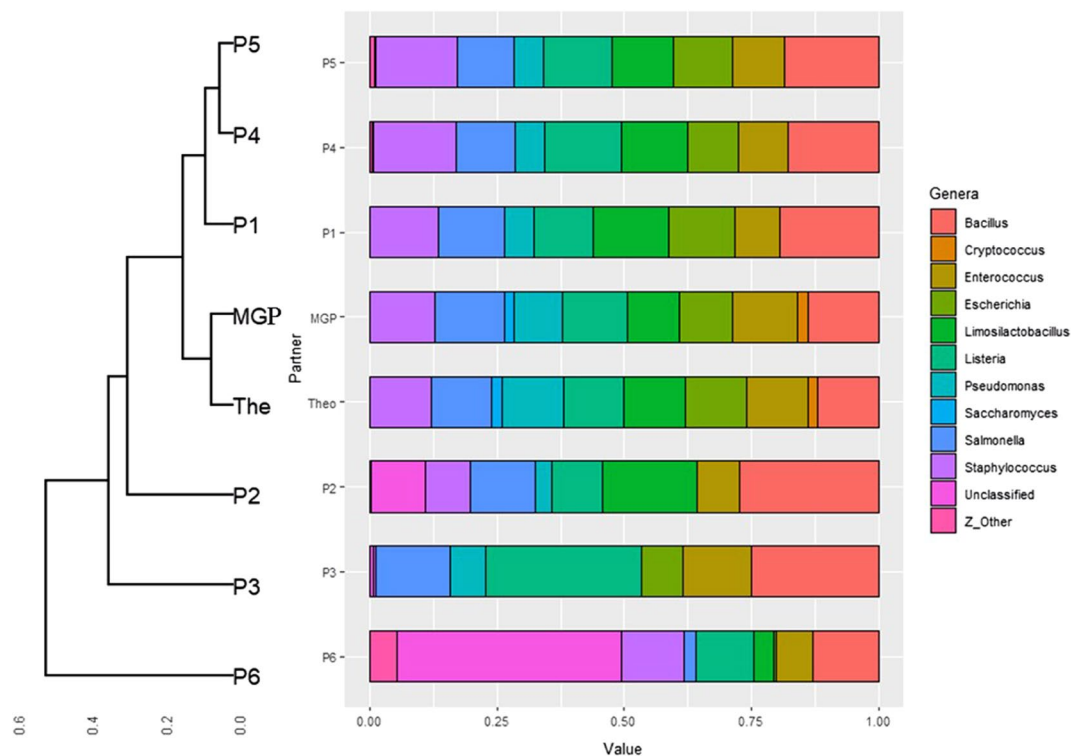 P5
P4
P1
MGP
The
P2
P3
P6
0.6
0.4
0.2
0.0
Partner
P5
P4
P1
MGP
Theo
P2
P3
P6
0.00
0.25
0.50
0.75
1.00
Value
Genera
Bacillus
Cryptococcus
Enterococcus
Escherichia
Limosilactobacillus
Listeria
Pseudomonas
Saccharomyces
Salmonella
Staphylococcus
Unclassified
Z_Other